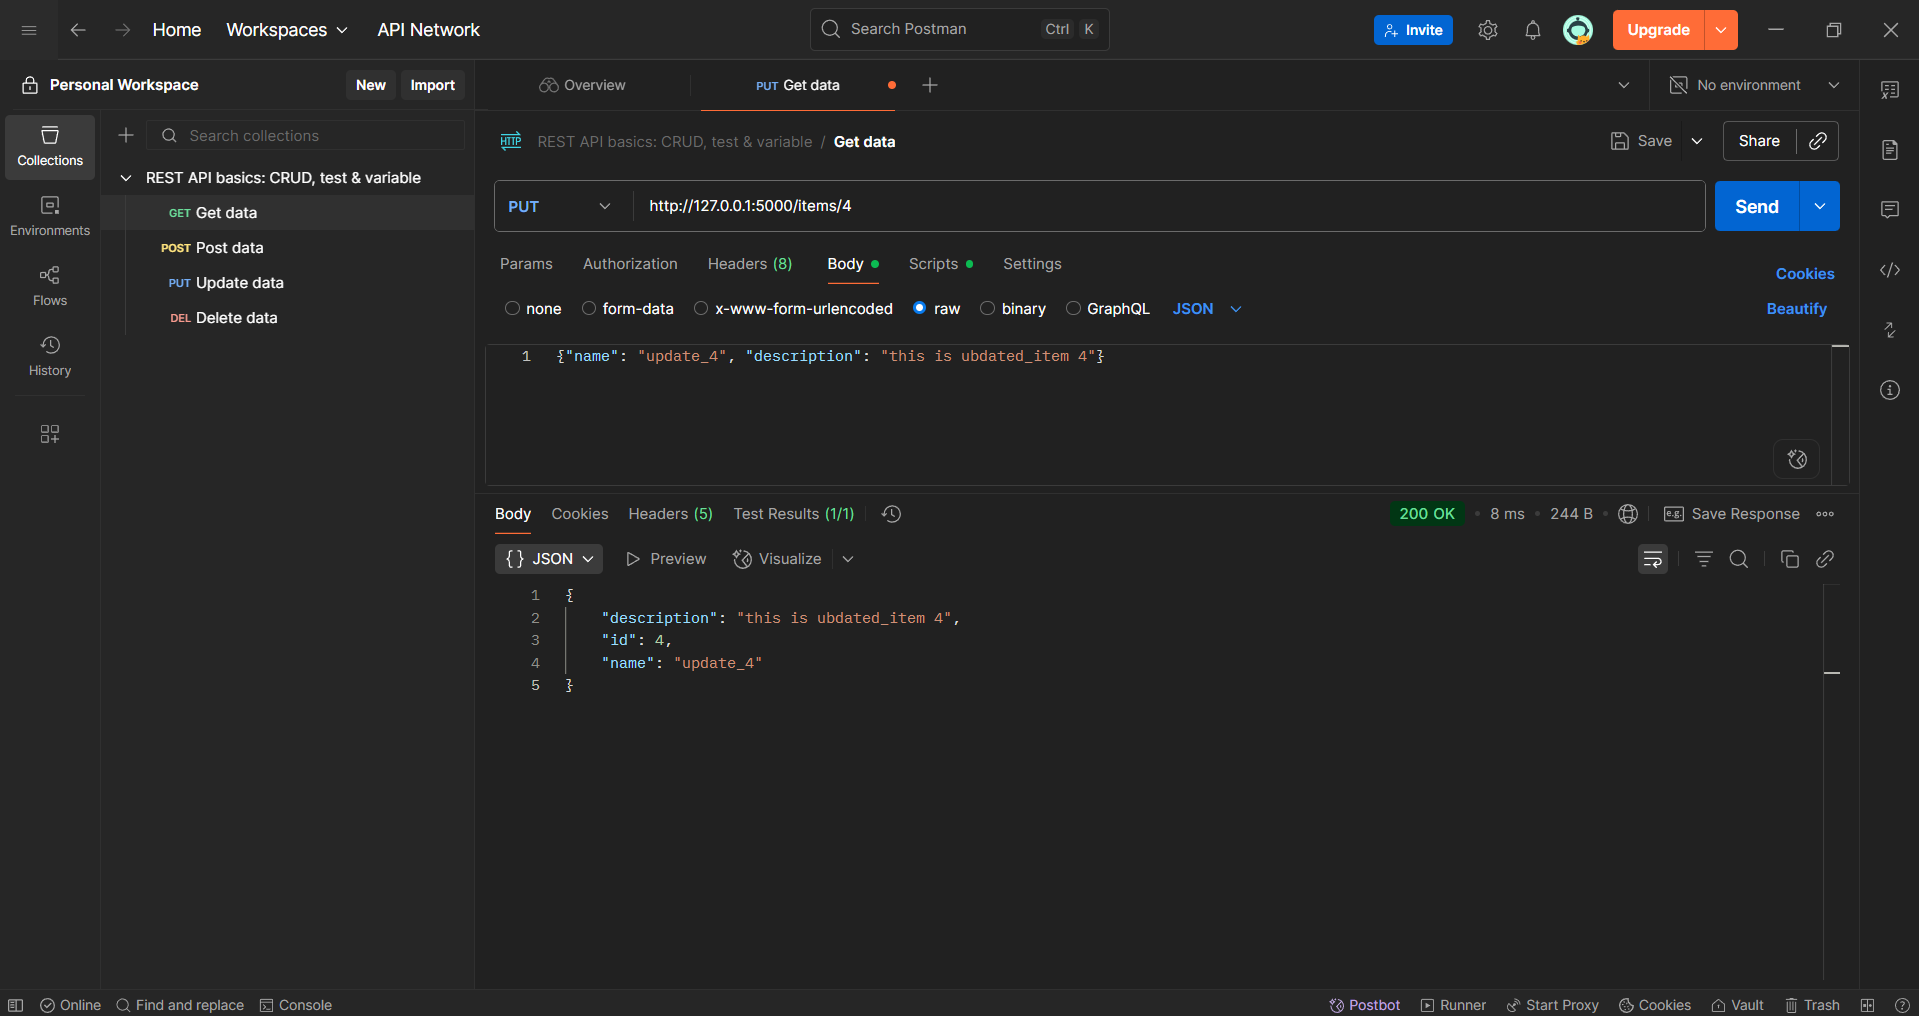 Home Workspaces API Network Search Postman Ctrl K Invite Upgrade
Personal Workspace New Import Overview PUT Get data No environment
Search collections
Collections
REST API basics: CRUD, test & variable / Get data Save Share
REST API basics: CRUD, test & variable
GET Get data
POST Post data
PUT Update data
DEL Delete data
Environments
Flows
History
PUT http://127.0.0.1:5000/items/4 Send
Params Authorization Headers (8) Body Scripts Settings Cookies
none form-data x-www-form-urlencoded raw binary GraphQL JSON Beautify
1 {"name": "update_4", "description": "this is ubdated_item 4"}
Body Cookies Headers (5) Test Results (1/1) 200 OK 8 ms 244 B e.g. Save Response
{} JSON Preview Visualize
1 {
2 "description": "this is ubdated_item 4",
3 "id": 4,
4 "name": "update_4"
5 }
Online Find and replace Console Postbot Runner Start Proxy Cookies Vault Trash